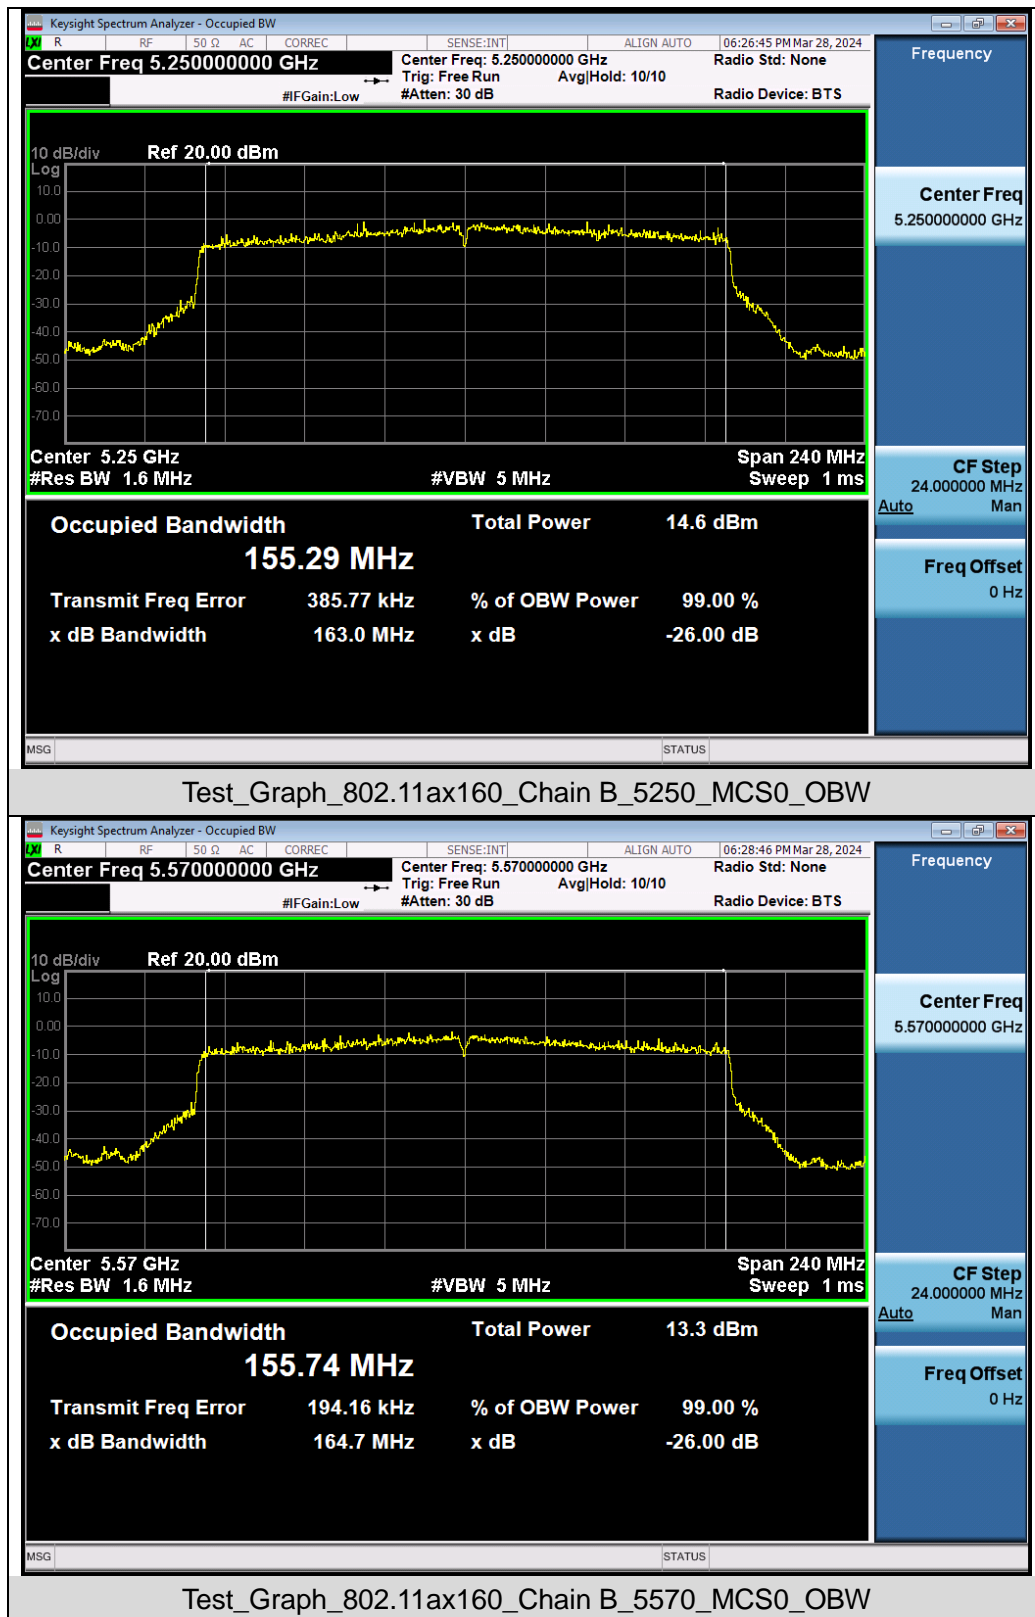 Keysight Spectrum Analyzer - Occupied BW
LXI R RF 50 Ω AC CORREC SENSE:INT ALIGN AUTO 06:26:45 PM Mar 28, 2024
Center Freq 5.250000000 GHz
Center Freq: 5.250000000 GHz
Radio Std: None
Trig: Free Run Avg|Hold: 10/10
#IFGain:Low #Atten: 30 dB Radio Device: BTS
Frequency
10 dB/div Ref 20.00 dBm
Log
10.0
0.00
-10.0
-20.0
-30.0
-40.0
-50.0
-60.0
-70.0
Center 5.25 GHz Span 240 MHz
#Res BW 1.6 MHz #VBW 5 MHz Sweep 1 ms
Center Freq
5.250000000 GHz
CF Step
24.000000 MHz
Auto Man
Freq Offset
0 Hz
Occupied Bandwidth Total Power 14.6 dBm
155.29 MHz
Transmit Freq Error 385.77 kHz % of OBW Power 99.00 %
x dB Bandwidth 163.0 MHz x dB -26.00 dB
MSG STATUS
Test_Graph_802.11ax160_Chain B_5250_MCS0_OBW
Keysight Spectrum Analyzer - Occupied BW
LXI R RF 50 Ω AC CORREC SENSE:INT ALIGN AUTO 06:28:46 PM Mar 28, 2024
Center Freq 5.570000000 GHz
Center Freq: 5.570000000 GHz
Radio Std: None
Trig: Free Run Avg|Hold: 10/10
#IFGain:Low #Atten: 30 dB Radio Device: BTS
Frequency
10 dB/div Ref 20.00 dBm
Log
10.0
0.00
-10.0
-20.0
-30.0
-40.0
-50.0
-60.0
-70.0
Center 5.57 GHz Span 240 MHz
#Res BW 1.6 MHz #VBW 5 MHz Sweep 1 ms
Center Freq
5.570000000 GHz
CF Step
24.000000 MHz
Auto Man
Freq Offset
0 Hz
Occupied Bandwidth Total Power 13.3 dBm
155.74 MHz
Transmit Freq Error 194.16 kHz % of OBW Power 99.00 %
x dB Bandwidth 164.7 MHz x dB -26.00 dB
MSG STATUS
Test_Graph_802.11ax160_Chain B_5570_MCS0_OBW